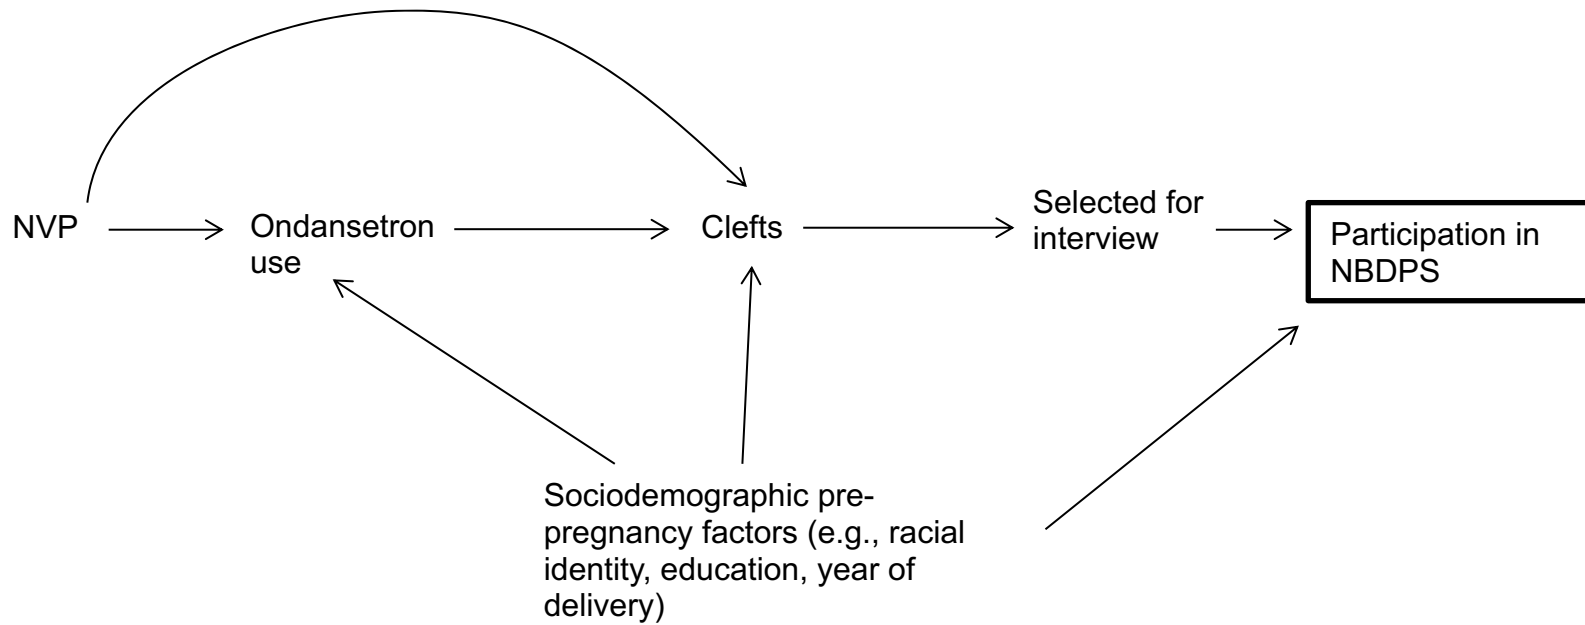 NVP
Ondansetron
use
Clefts
Selected for
interview
Participation in
NBDPS
Sociodemographic pre-
pregnancy factors (e.g., racial
identity, education, year of
delivery)